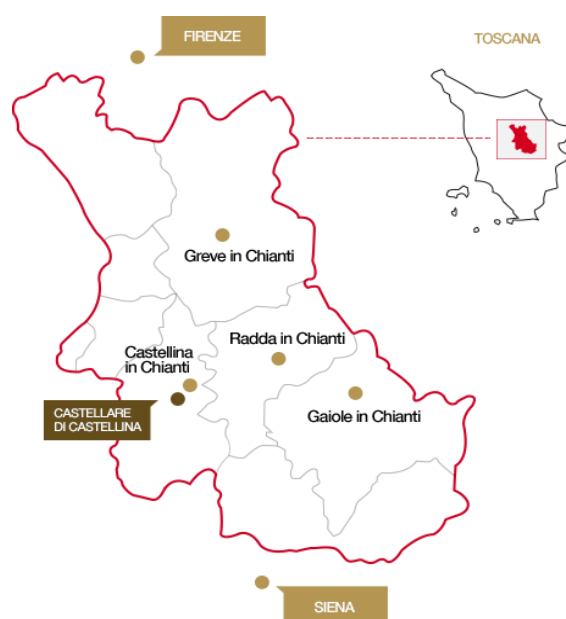 FIRENZE
TOSCANA
Greve in Chianti
Radda in Chianti
Castellina
in Chianti
Gaiole in Chianti
CASTELLARE
DI CASTELLINA
SIENA